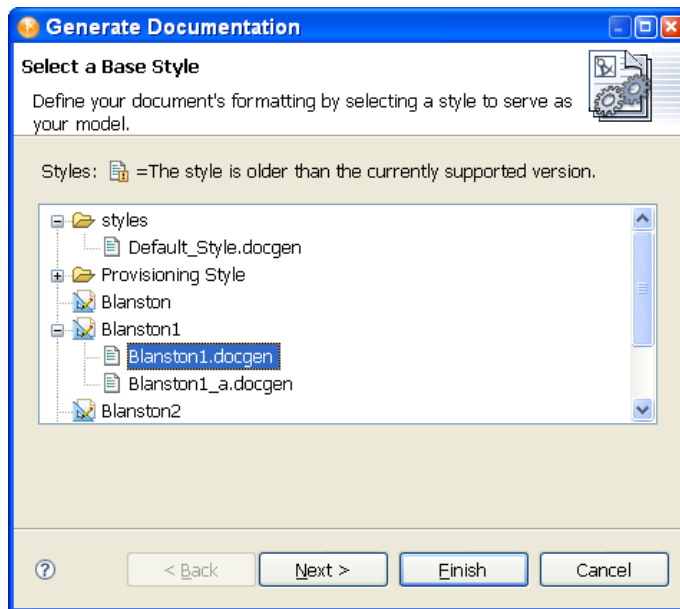 Generate Documentation
Select a Base Style
Define your document's formatting by selecting a style to serve as
your model.
Styles: =The style is older than the currently supported version.
styles
Default_Style.docgen
Provisioning Style
Blanston
Blanston1
Blanston1.docgen
Blanston1_a.docgen
Blanston2
< Back Next > Finish Cancel